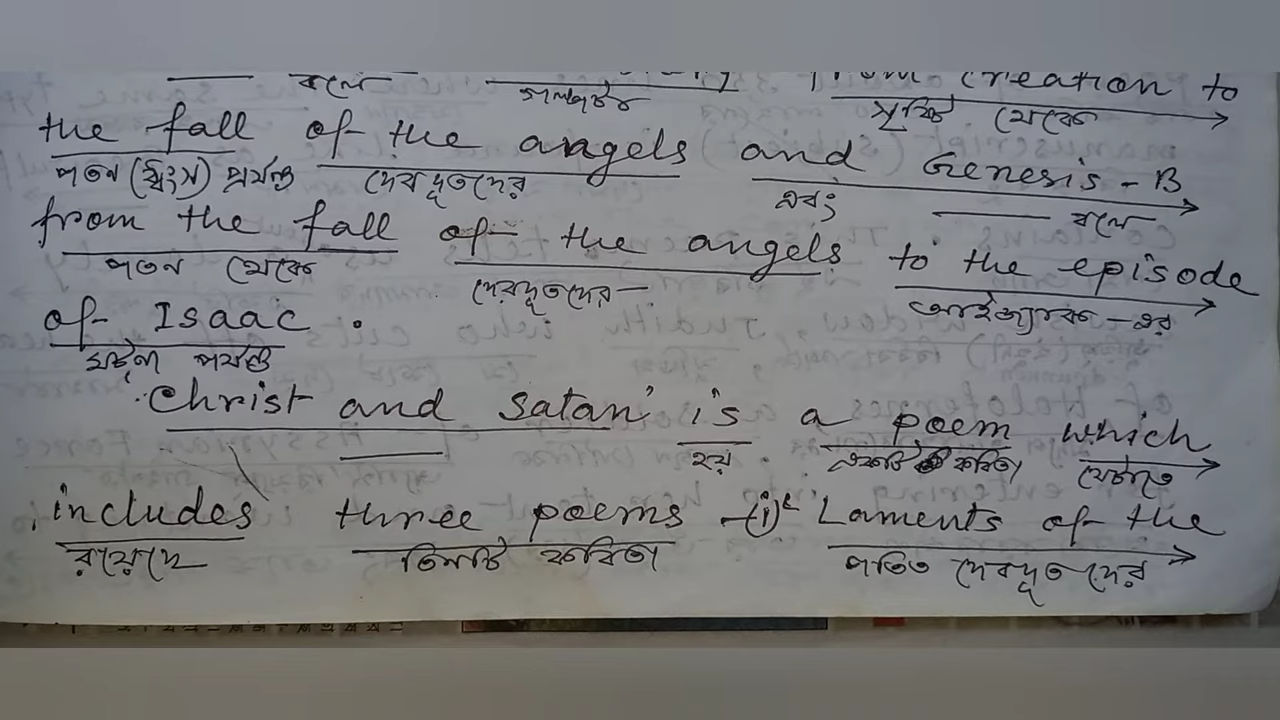 বলে গল্পটির
from creation to
সৃষ্টি থেকে
the fall of the angels and Genesis - B
পতন (ধ্বংস) পর্যন্ত দেবদূতদের এবং বলে
from the fall of the angels to the episode
পতন থেকে দেবদূতদের আইজ্যাক - এর
of Isaac.
ঘটনা পর্যন্ত
'Christ and Satan' is a poem which
হয় একটি কবিতা যেটাতে
includes three poems - (i) 'Laments of the
রয়েছে তিনটি কবিতা পতিত দেবদূতদের